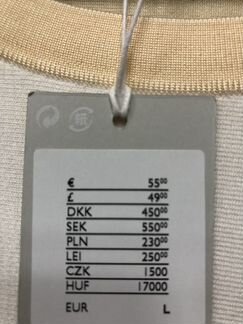 € 55⁰⁰
£ 49⁰⁰
DKK 450⁰⁰
SEK 550⁰⁰
PLN 230⁰⁰
LEI 250⁰⁰
CZK 1500
HUF 17000
EUR L